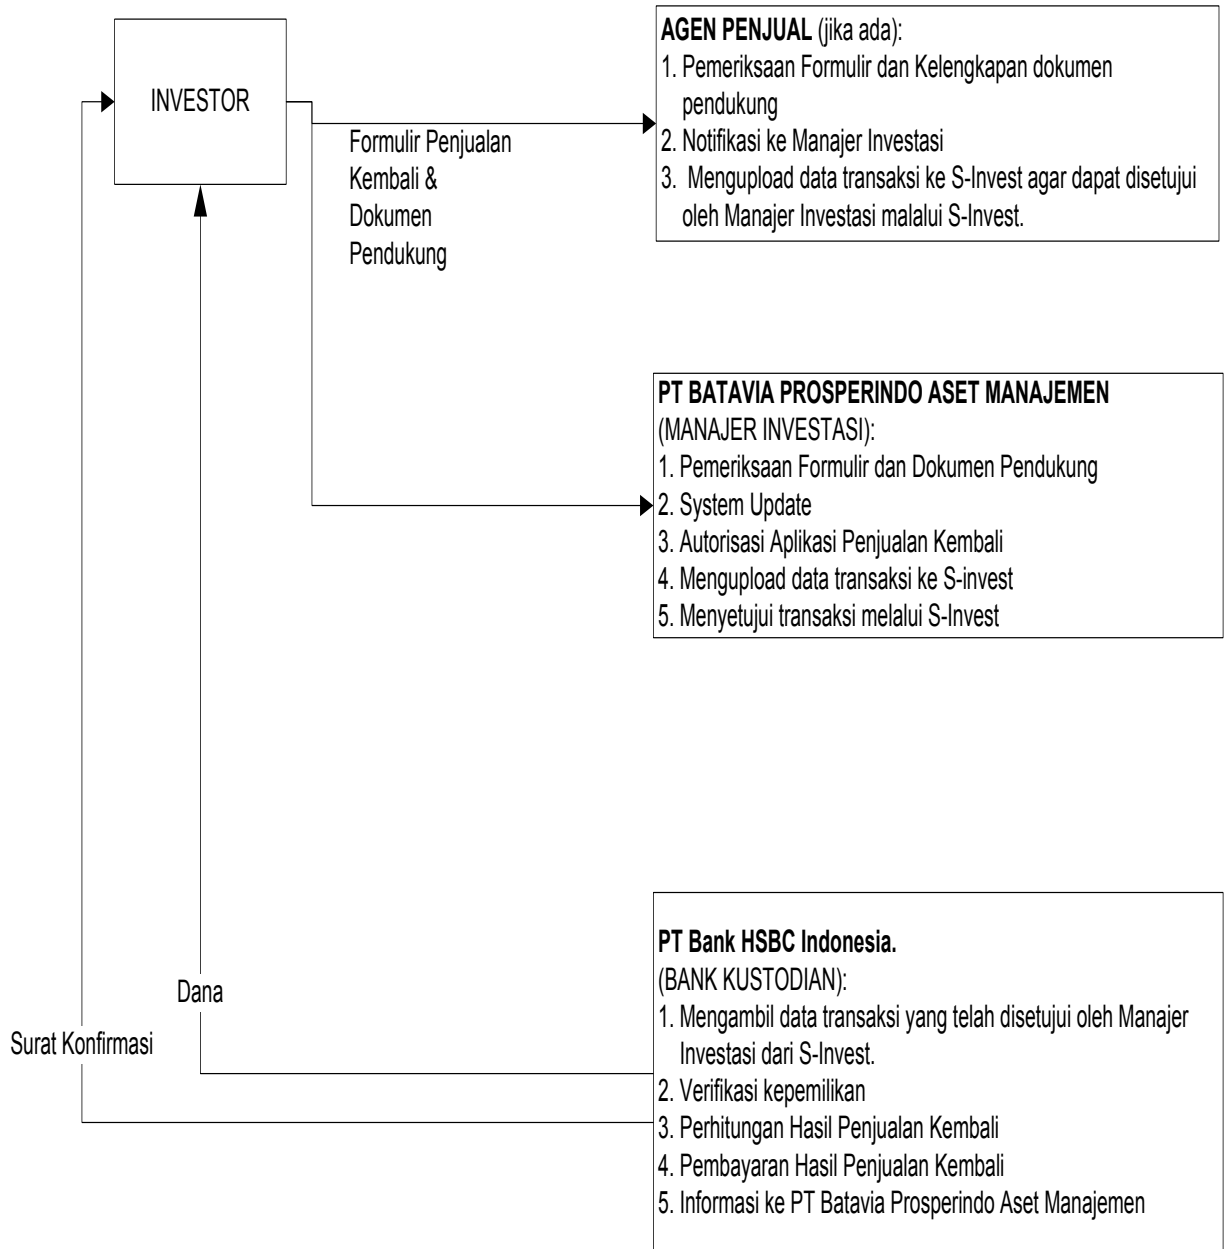 INVESTOR
Formulir Penjualan
Kembali &
Dokumen
Pendukung
AGEN PENJUAL (jika ada):
1. Pemeriksaan Formulir dan Kelengkapan dokumen
pendukung
2. Notifikasi ke Manajer Investasi
3. Mengupload data transaksi ke S-Invest agar dapat disetujui
oleh Manajer Investasi malalui S-Invest.
PT BATAVIA PROSPERINDO ASET MANAJEMEN
(MANAJER INVESTASI):
1. Pemeriksaan Formulir dan Dokumen Pendukung
2. System Update
3. Autorisasi Aplikasi Penjualan Kembali
4. Mengupload data transaksi ke S-invest
5. Menyetujui transaksi melalui S-Invest
Dana
Surat Konfirmasi
PT Bank HSBC Indonesia.
(BANK KUSTODIAN):
1. Mengambil data transaksi yang telah disetujui oleh Manajer
Investasi dari S-Invest.
2. Verifikasi kepemilikan
3. Perhitungan Hasil Penjualan Kembali
4. Pembayaran Hasil Penjualan Kembali
5. Informasi ke PT Batavia Prosperindo Aset Manajemen